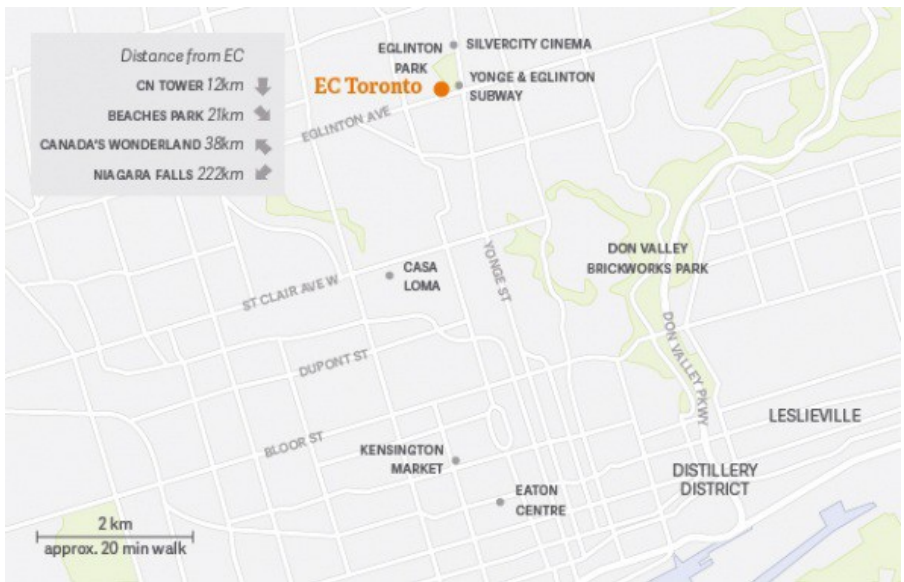 Distance from EC
CN TOWER 12km
BEACHES PARK 21km
CANADA'S WONDERLAND 38km
NIAGARA FALLS 222km
EGLINTON
PARK
SILVERCITY CINEMA
EC Toronto
YONGE & EGLINTON
SUBWAY
EGLINTON AVE
DON VALLEY
BRICKWORKS PARK
YONGE ST
CASA
LOMA
ST CLAIR AVE W
DUPONT ST
DON VALLEY PKWY
BLOOR ST
LESLIEVILLE
KENSINGTON
MARKET
DISTILLERY
DISTRICT
EATON
CENTRE
2 km
approx. 20 min walk